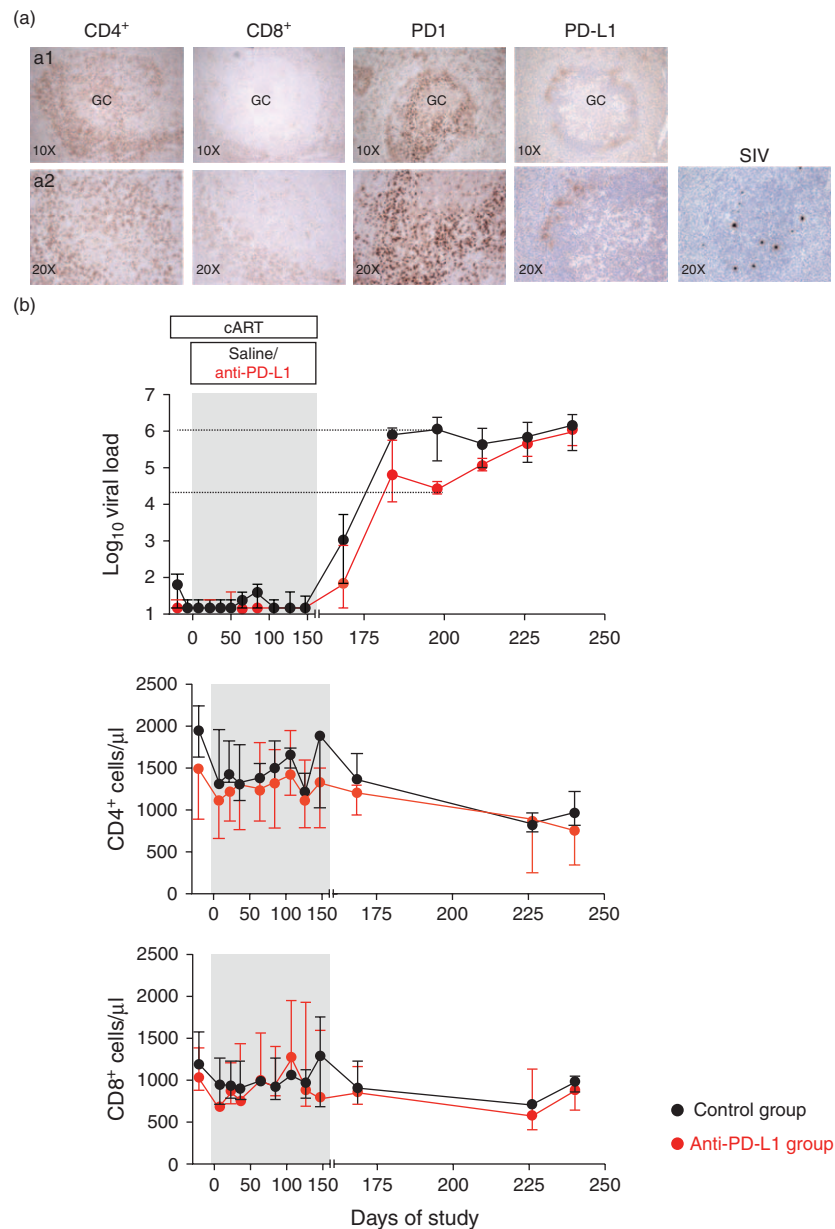 (a)
CD4+ CD8+ PD1 PD-L1
a1
GC GC GC GC
10X 10X 10X 10X
SIV
a2
20X 20X 20X 20X 20X
(b)
cART
Saline/
anti-PD-L1
Log10 viral load
7
6
5
4
3
2
1
0 50 100 150 175 200 225 250
CD4+ cells/µl
2500
2000
1500
1000
500
0
0 50 100 150 175 200 225 250
CD8+ cells/µl
2500
2000
1500
1000
500
0
0 50 100 150 175 200 225 250
Days of study
Control group
Anti-PD-L1 group